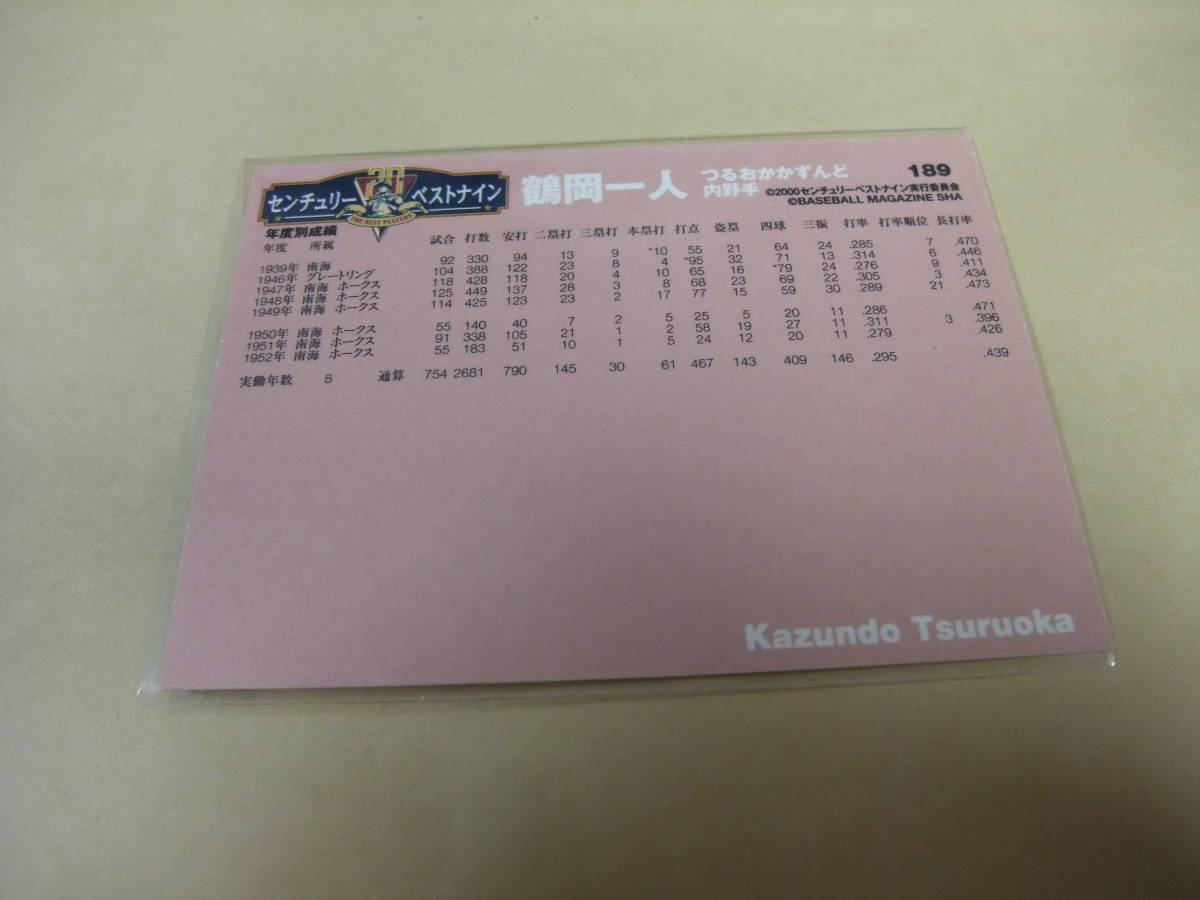 20
センチュリー ベストナイン
THE BEST PLAYERS
鶴岡一人 つるおかかずんど
内野手
189
©2000センチュリーベストナイン実行委員会
©BASEBALL MAGAZINE SHA
年度別成績
年度 所属 試合 打数 安打 二塁打 三塁打 本塁打 打点 盗塁 四球 三振 打率 打率順位 長打率
1939年 南海 92 330 94 13 9 *10 55 21 64 24 .285 7 .470
1946年 グレートリング 104 388 122 23 8 4 *95 32 71 13 .314 6 .446
1947年 南海 ホークス 118 428 118 20 4 10 65 16 *79 24 .276 9 .411
1948年 南海 ホークス 125 449 137 28 3 8 68 23 69 22 .305 3 .434
1949年 南海 ホークス 114 425 123 23 2 17 77 15 59 30 .289 21 .473
1950年 南海 ホークス 55 140 40 7 2 5 25 5 20 11 .286 .471
1951年 南海 ホークス 91 338 105 21 1 2 58 19 27 11 .311 3 .396
1952年 南海 ホークス 55 183 51 10 1 5 24 12 20 11 .279 .426
実働年数 8 通算 754 2681 790 145 30 61 467 143 409 146 .295 .439
Kazundo Tsuruoka